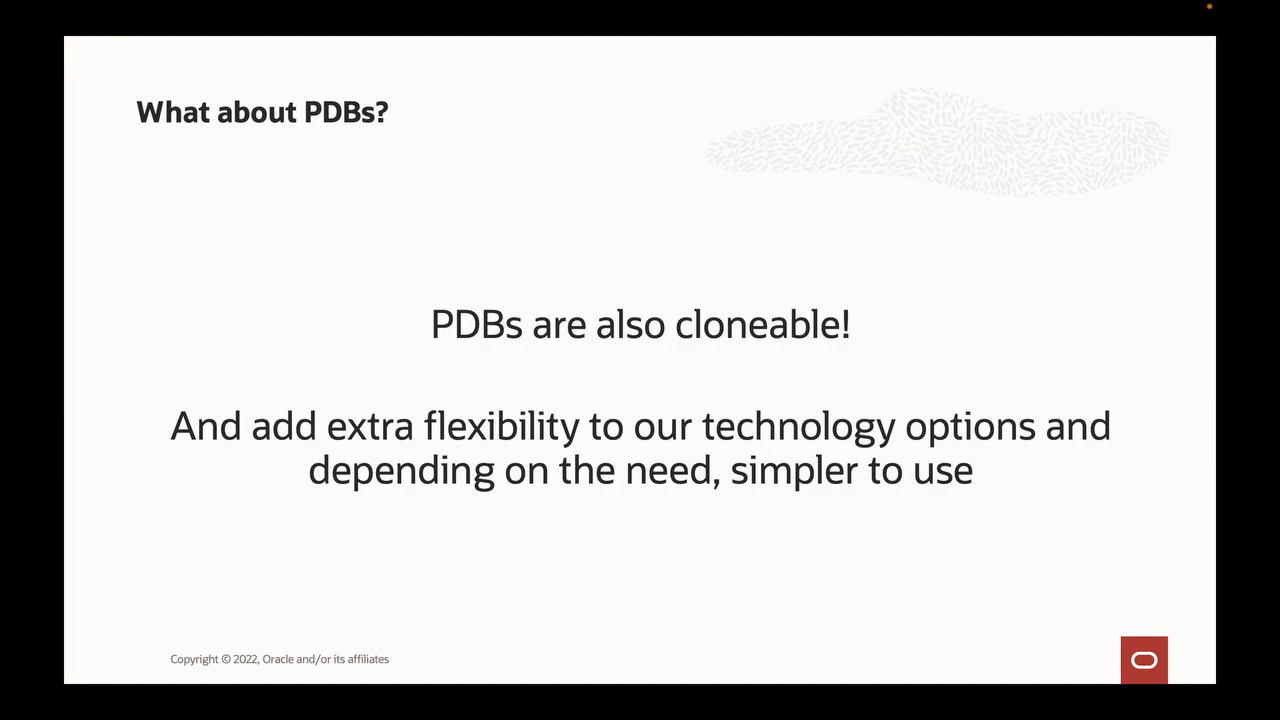 What about PDBs?
PDBs are also cloneable!
And add extra flexibility to our technology options and
depending on the need, simpler to use
Copyright © 2022, Oracle and/or its affiliates